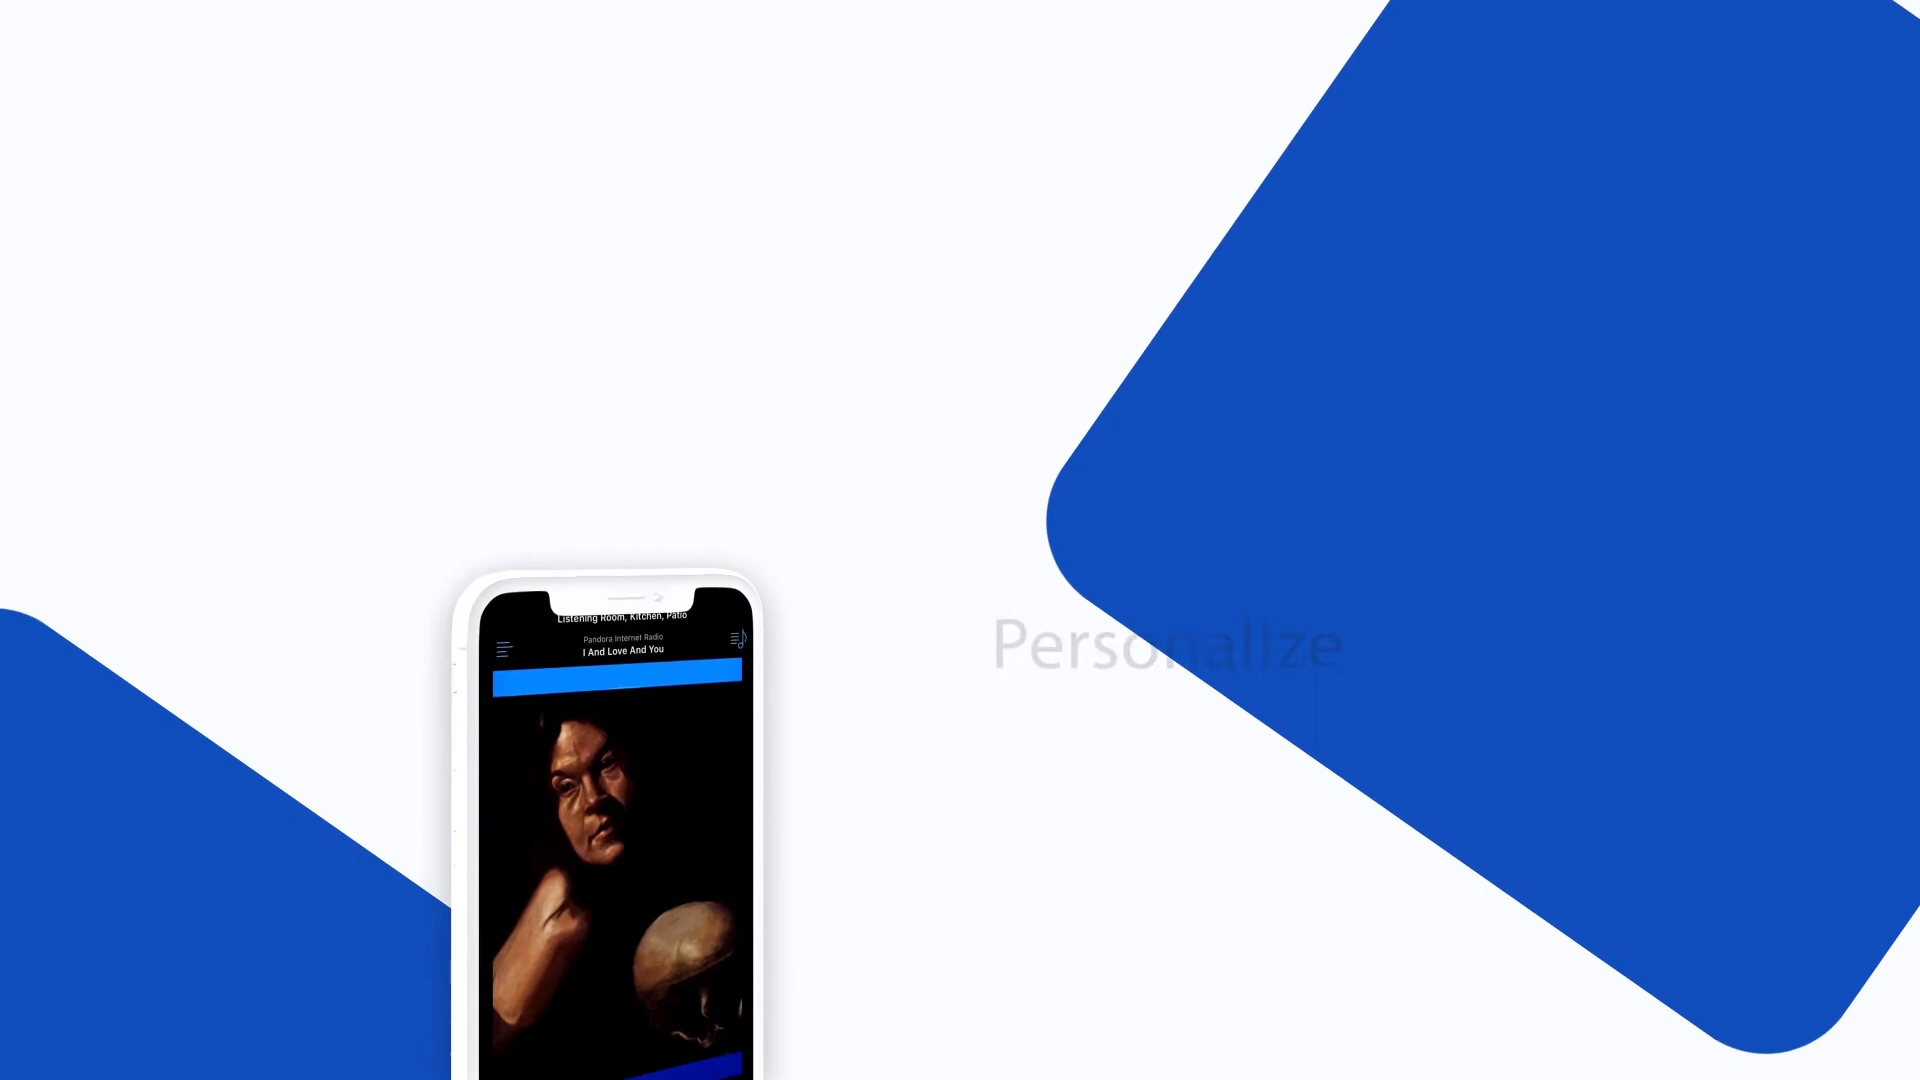 Listening Room, Kitchen, Patio
Pandora Internet Radio
I And Love And You
Personalize